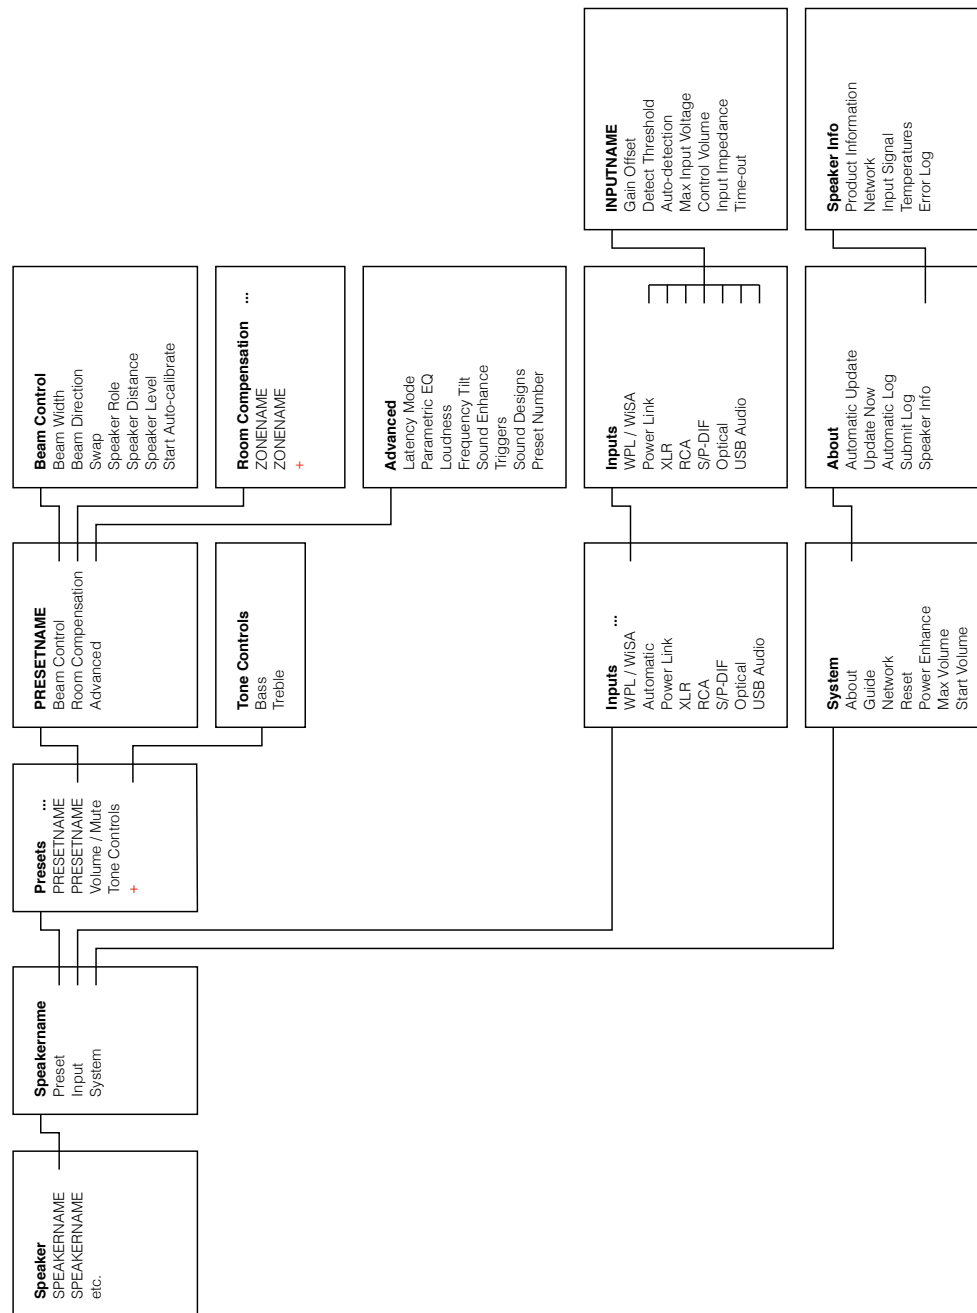 Speaker
SPEAKERNAME
SPEAKERNAME
etc.
Speakername
Preset
Input
System
Presets ...
PRESETNAME
PRESETNAME
Volume / Mute
Tone Controls
+
PRESETNAME
Beam Control
Room Compensation
Advanced
Tone Controls
Bass
Treble
Beam Control
Beam Width
Beam Direction
Swap
Speaker Role
Speaker Distance
Speaker Level
Start Auto-calibrate
Room Compensation ...
ZONENAME
ZONENAME
+
Advanced
Latency Mode
Parametric EQ
Loudness
Frequency Tilt
Sound Enhance
Triggers
Sound Designs
Preset Number
Inputs ...
WPL / WiSA
Automatic
Power Link
XLR
RCA
S/P-DIF
Optical
USB Audio
Inputs
WPL / WiSA
Power Link
XLR
RCA
S/P-DIF
Optical
USB Audio
INPUTNAME
Gain Offset
Detect Threshold
Auto-detection
Max Input Voltage
Control Volume
Input Impedance
Time-out
System
About
Guide
Network
Reset
Power Enhance
Max Volume
Start Volume
About
Automatic Update
Update Now
Automatic Log
Submit Log
Speaker Info
Speaker Info
Product Information
Network
Input Signal
Temperatures
Error Log